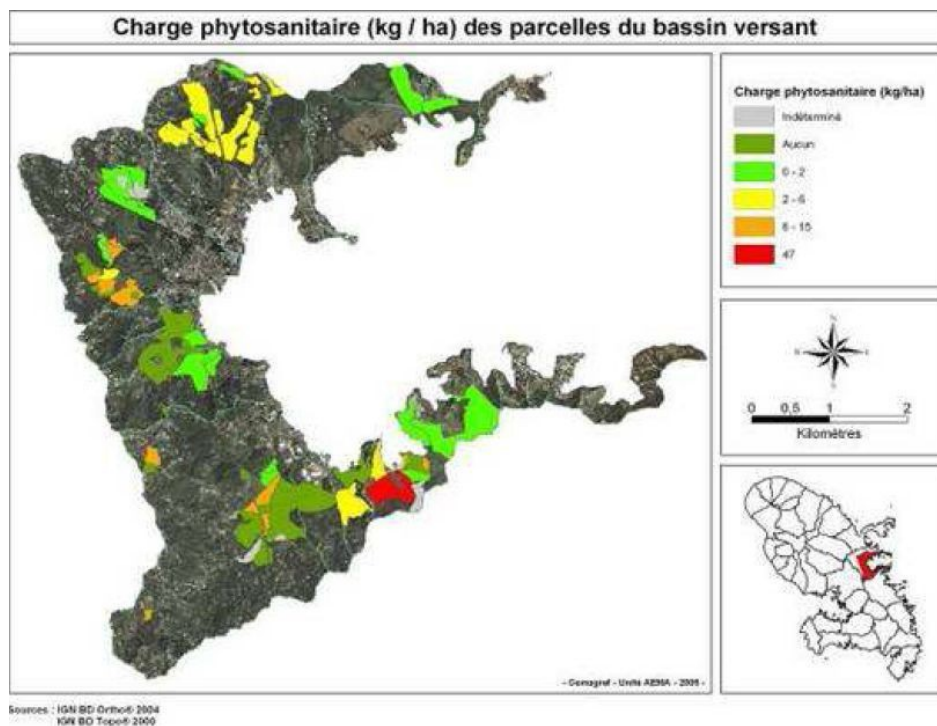 Charge phytosanitaire (kg / ha) des parcelles du bassin versant
Charge phytosanitaire (kg/ha)
Indéterminé
Aucun
0 - 2
2 - 6
6 - 15
47
N
0 0,5 1 2
Kilomètres
- Cemagref - Unité AEMA - 2006 -
Sources : IGN BD Ortho® 2004
IGN BD Topo® 2000